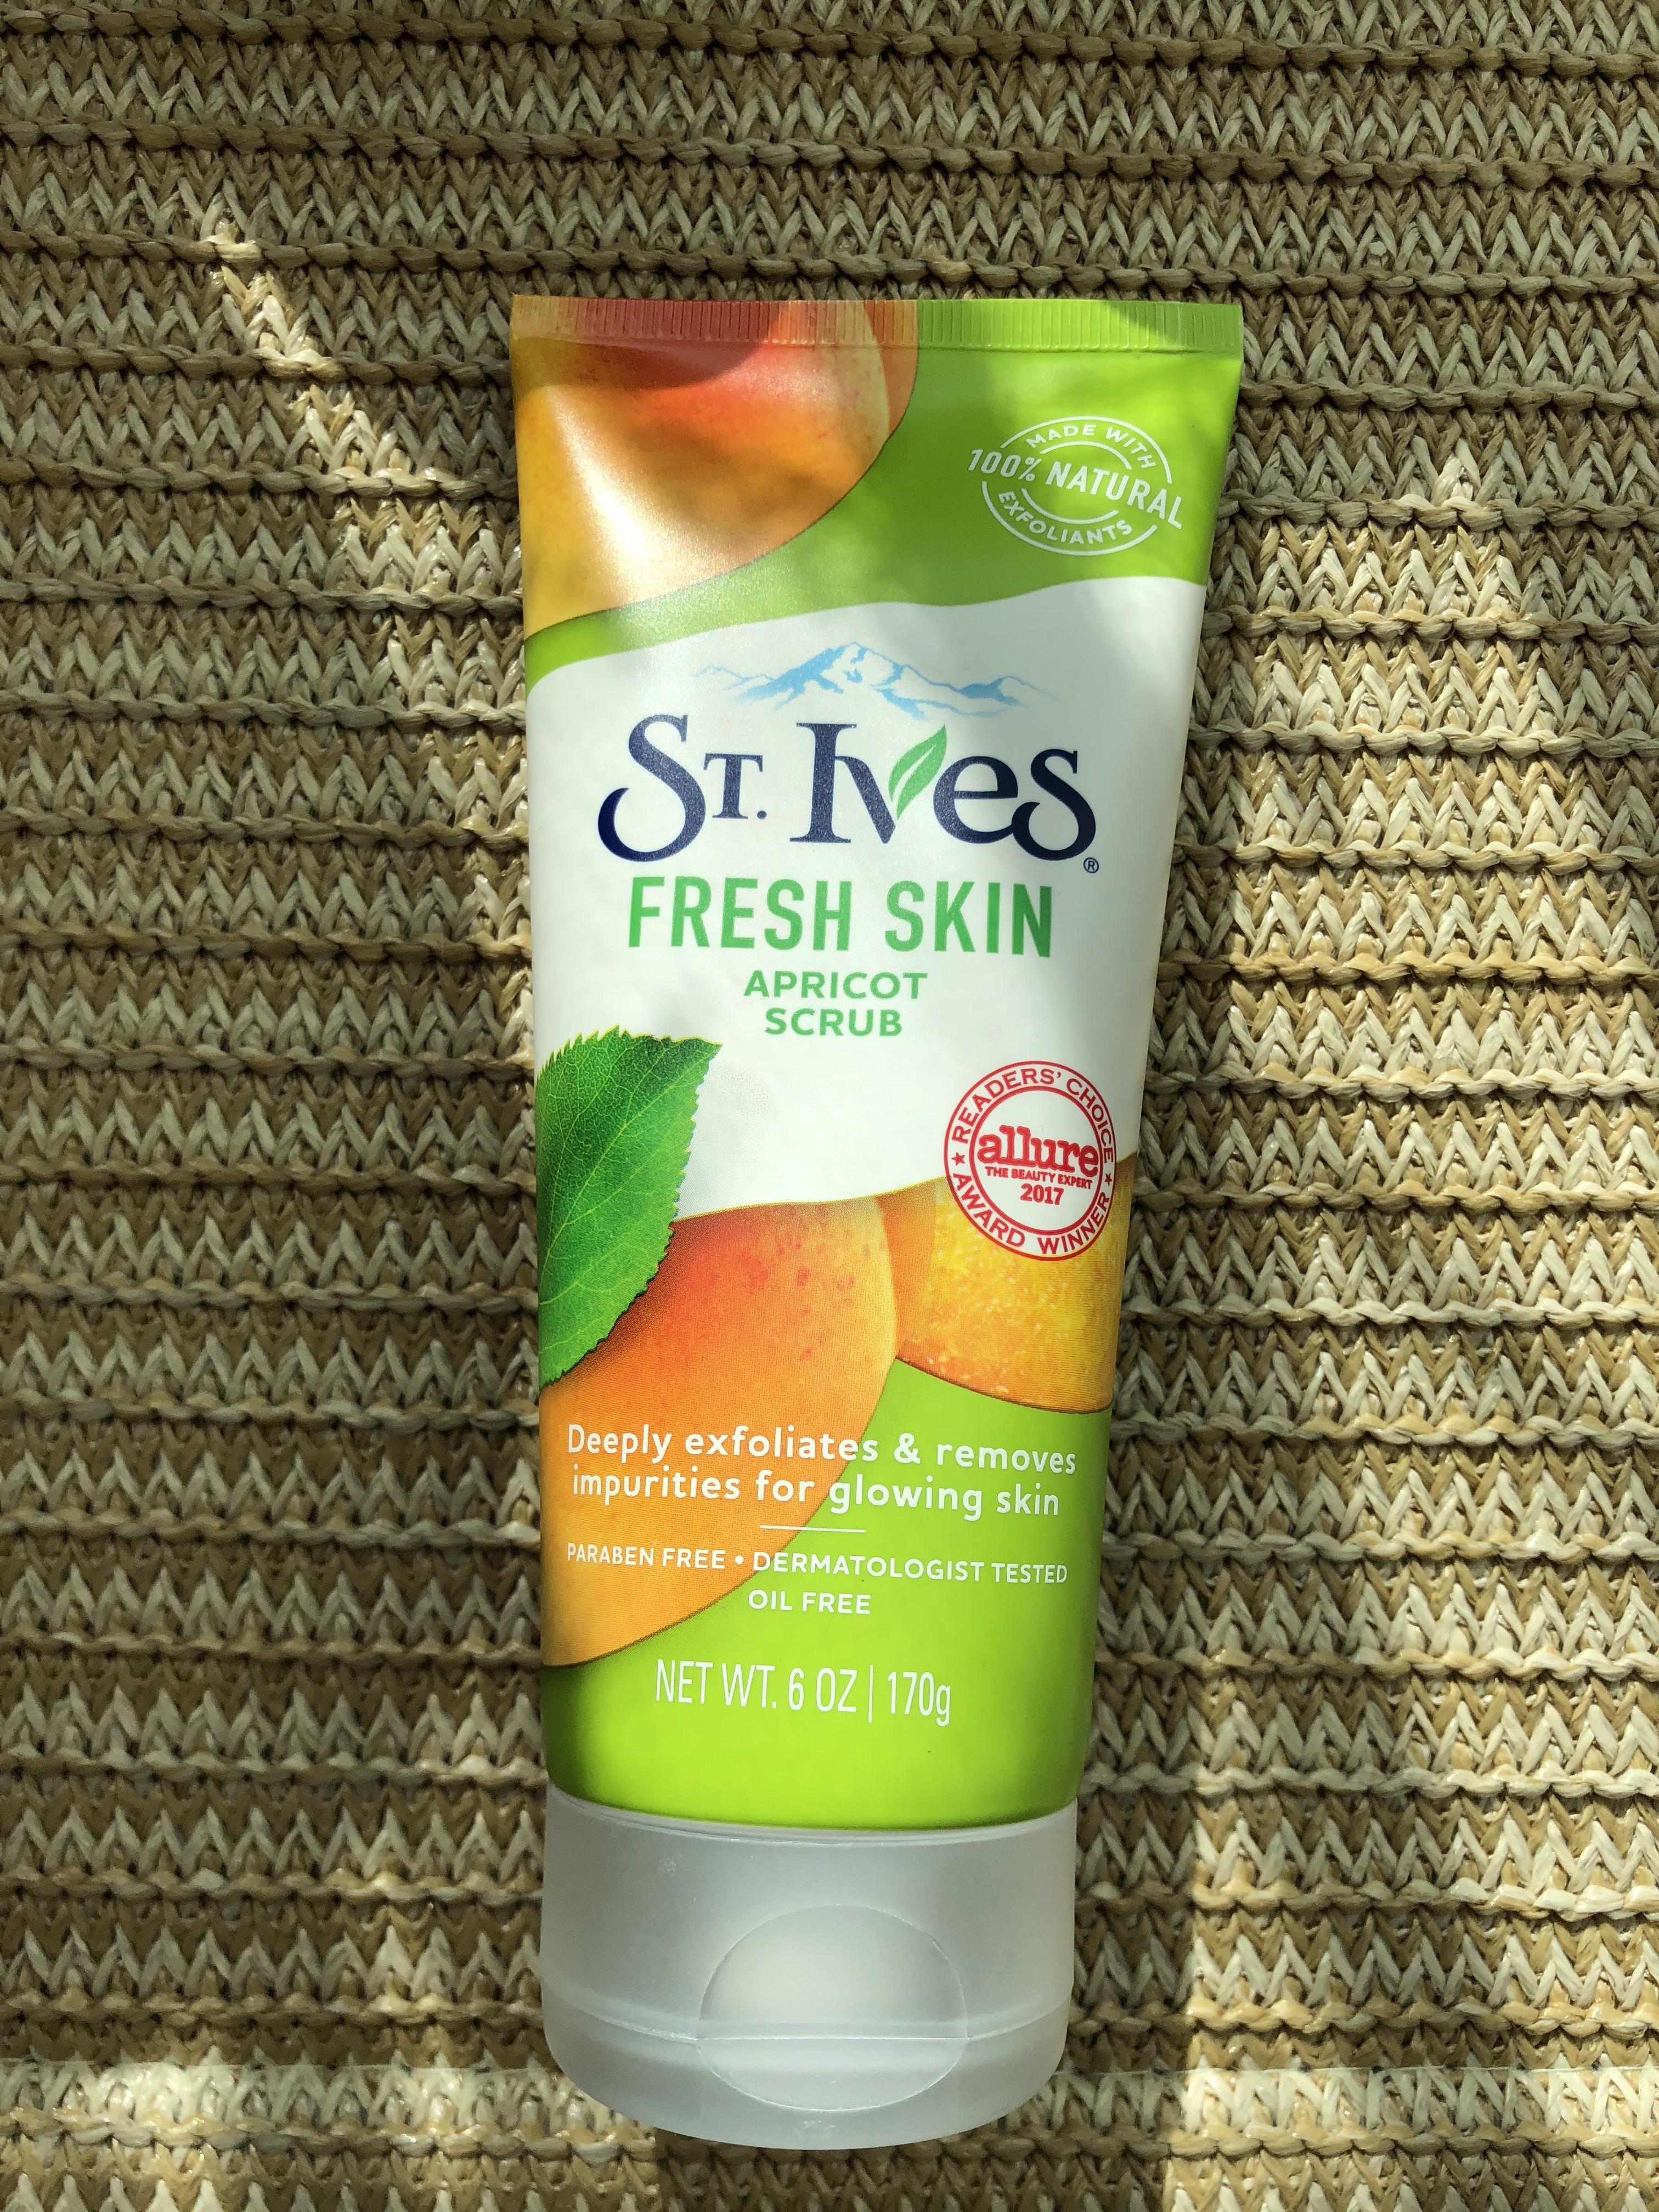 MADE WITH
100% NATURAL
EXFOLIANTS
ST. IVES®
FRESH SKIN
APRICOT
SCRUB
READERS' CHOICE
allure
THE BEAUTY EXPERT
2017
AWARD WINNER
Deeply exfoliates & removes
impurities for glowing skin
PARABEN FREE • DERMATOLOGIST TESTED
OIL FREE
NET WT. 6 OZ | 170g